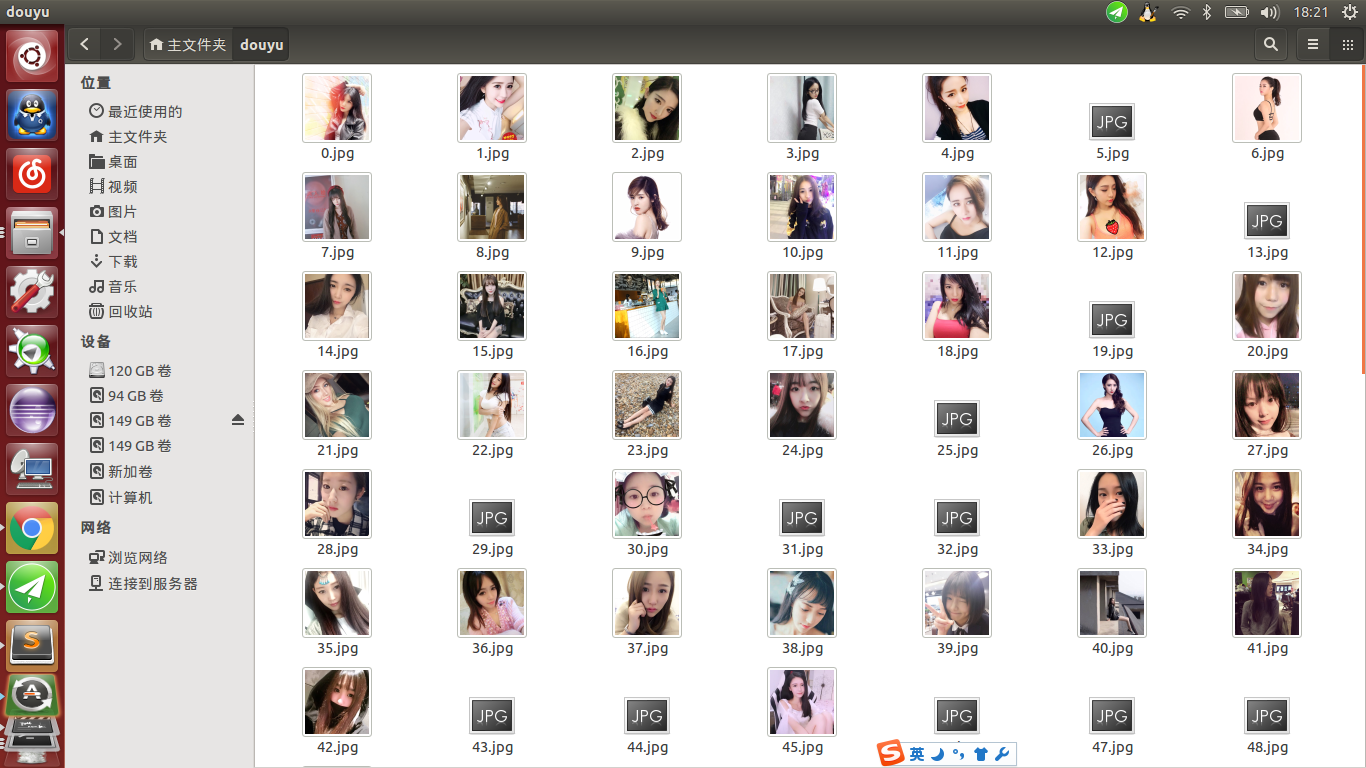 douyu
18:21
主文件夹
douyu
位置
最近使用的
主文件夹
桌面
视频
图片
文档
下载
音乐
回收站
设备
120 GB 卷
94 GB 卷
149 GB 卷
149 GB 卷
新加卷
计算机
网络
浏览网络
连接到服务器
JPG
0.jpg 1.jpg 2.jpg 3.jpg 4.jpg 5.jpg 6.jpg
JPG
7.jpg 8.jpg 9.jpg 10.jpg 11.jpg 12.jpg 13.jpg
JPG
14.jpg 15.jpg 16.jpg 17.jpg 18.jpg 19.jpg 20.jpg
JPG
21.jpg 22.jpg 23.jpg 24.jpg 25.jpg 26.jpg 27.jpg
JPG JPG JPG
28.jpg 29.jpg 30.jpg 31.jpg 32.jpg 33.jpg 34.jpg
35.jpg 36.jpg 37.jpg 38.jpg 39.jpg 40.jpg 41.jpg
JPG JPG JPG JPG JPG
42.jpg 43.jpg 44.jpg 45.jpg 47.jpg 48.jpg
S 英